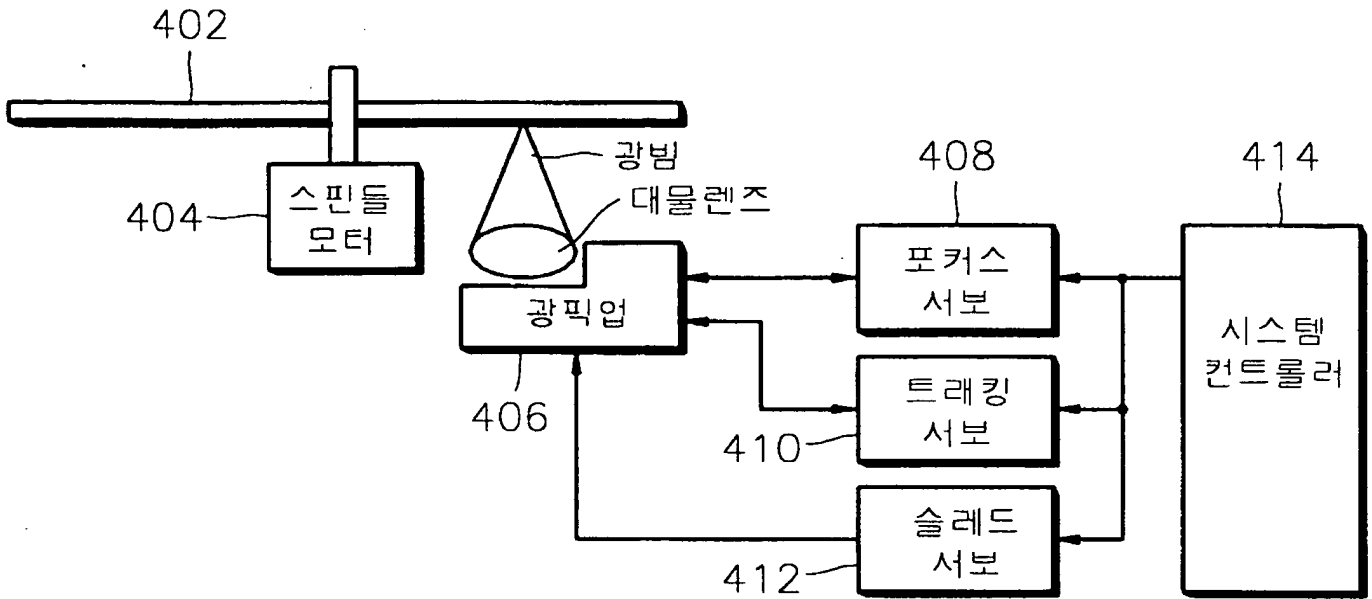 402
404
스핀들
모터
광빔
대물렌즈
광픽업
406
408
포커스
서보
410
트래킹
서보
412
슬레드
서보
414
시스템
컨트롤러